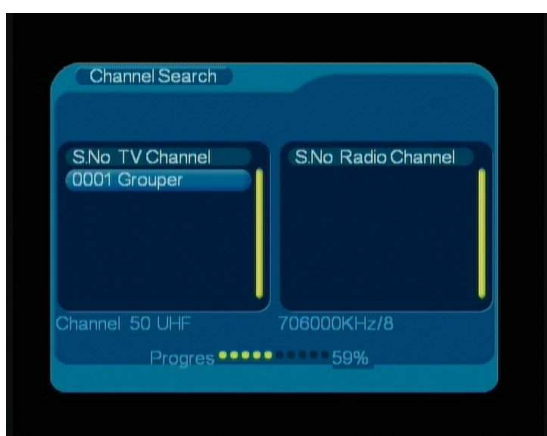 Channel Search
S.No TV Channel
0001 Grouper
S.No Radio Channel
Channel 50 UHF
706000KHz/8
Progres 59%